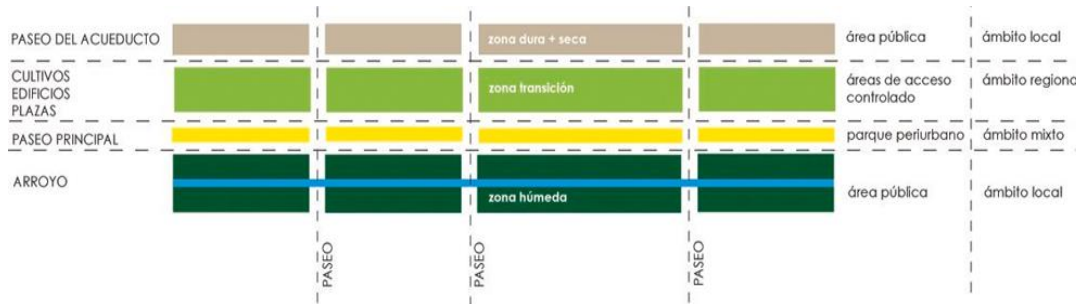 PASEO DEL ACUEDUCTO
zona dura + seca
área pública
ámbito local
CULTIVOS
EDIFICIOS
PLAZAS
zona transición
áreas de acceso
controlado
ámbito regiona
PASEO PRINCIPAL
parque periurbano
ámbito mixto
ARROYO
zona húmeda
área pública
ámbito local
PASEO
PASEO
PASEO